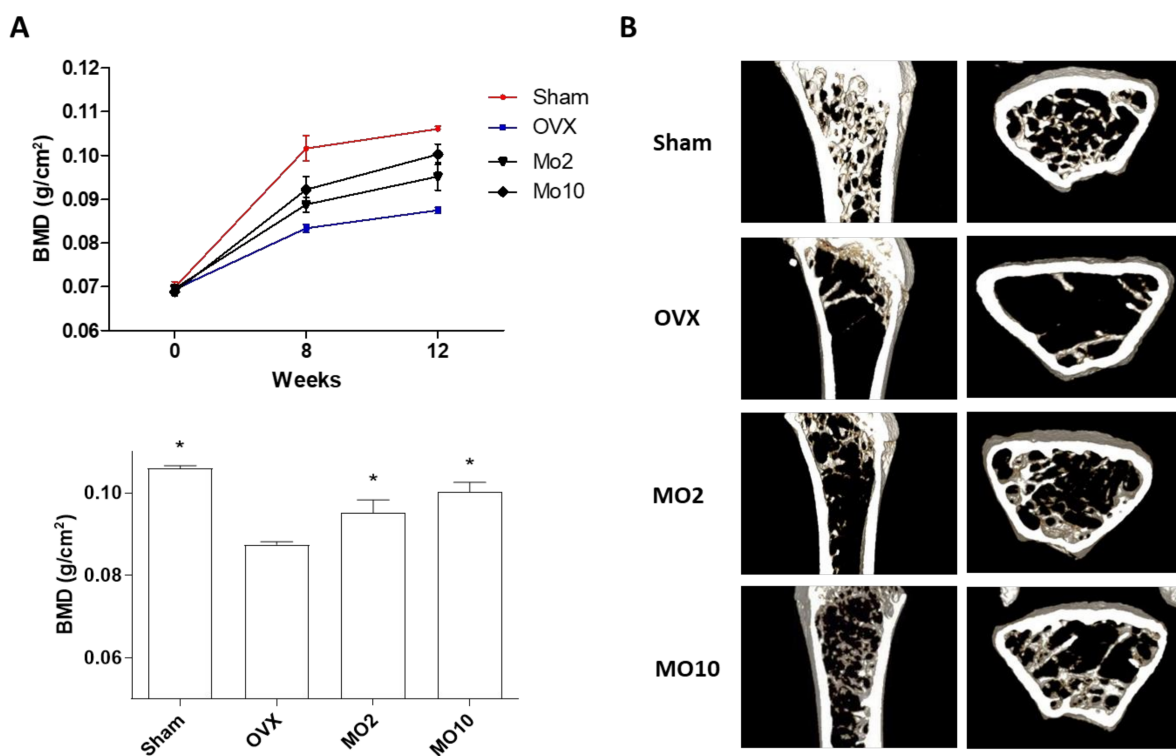 A
BMD (g/cm²)
0.12
0.11
0.10
0.09
0.08
0.07
0.06
0 8 12
Weeks
Sham
OVX
Mo2
Mo10
BMD (g/cm²)
0.10
0.08
0.06
* * *
Sham OVX MO2 MO10
B
Sham
OVX
MO2
MO10